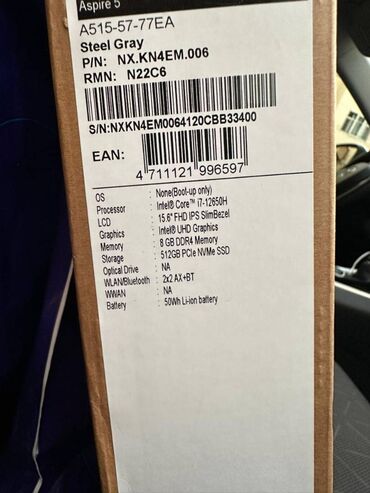 Aspire 5
A515-57-77EA
Steel Gray
P/N: NX.KN4EM.006
RMN: N22C6
S/N:NXKN4EM0064120CBB33400
EAN:
4 711121 996597
OS : None(Boot-up only)
Processor : Intel® Core™ i7-12650H
LCD : 15.6" FHD IPS SlimBezel
Graphics : Intel® UHD Graphics
Memory : 8 GB DDR4 Memory
Storage : 512GB PCIe NVMe SSD
Optical Drive : NA
WLAN/Bluetooth : 2x2 AX+BT
WWAN : NA
Battery : 50Wh Li-ion battery